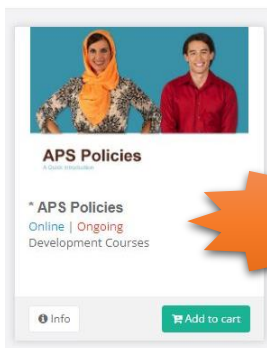 APS Policies
A Quick Introduction
* APS Policies
Online | Ongoing
Development Courses
Info
Add to cart